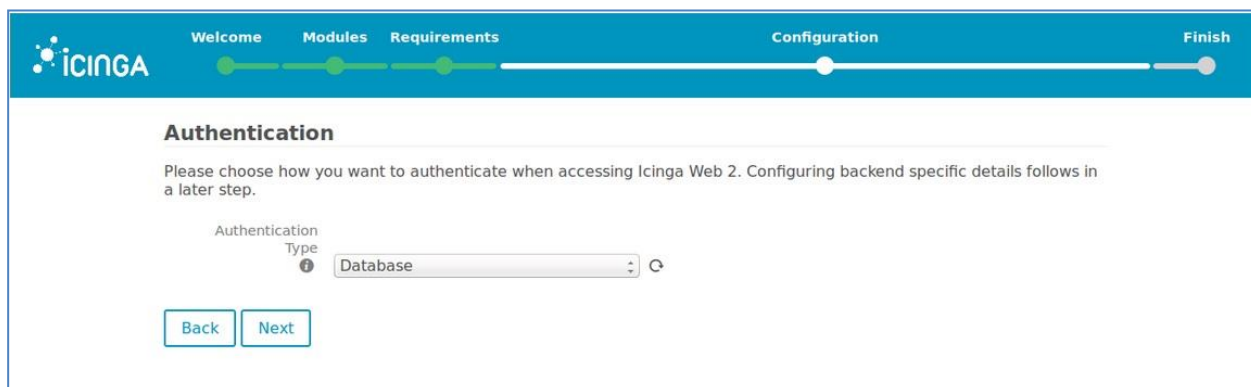 Welcome Modules Requirements Configuration Finish
ICINGA
Authentication
Please choose how you want to authenticate when accessing Icinga Web 2. Configuring backend specific details follows in
a later step.
Authentication
Type
Database
Back Next